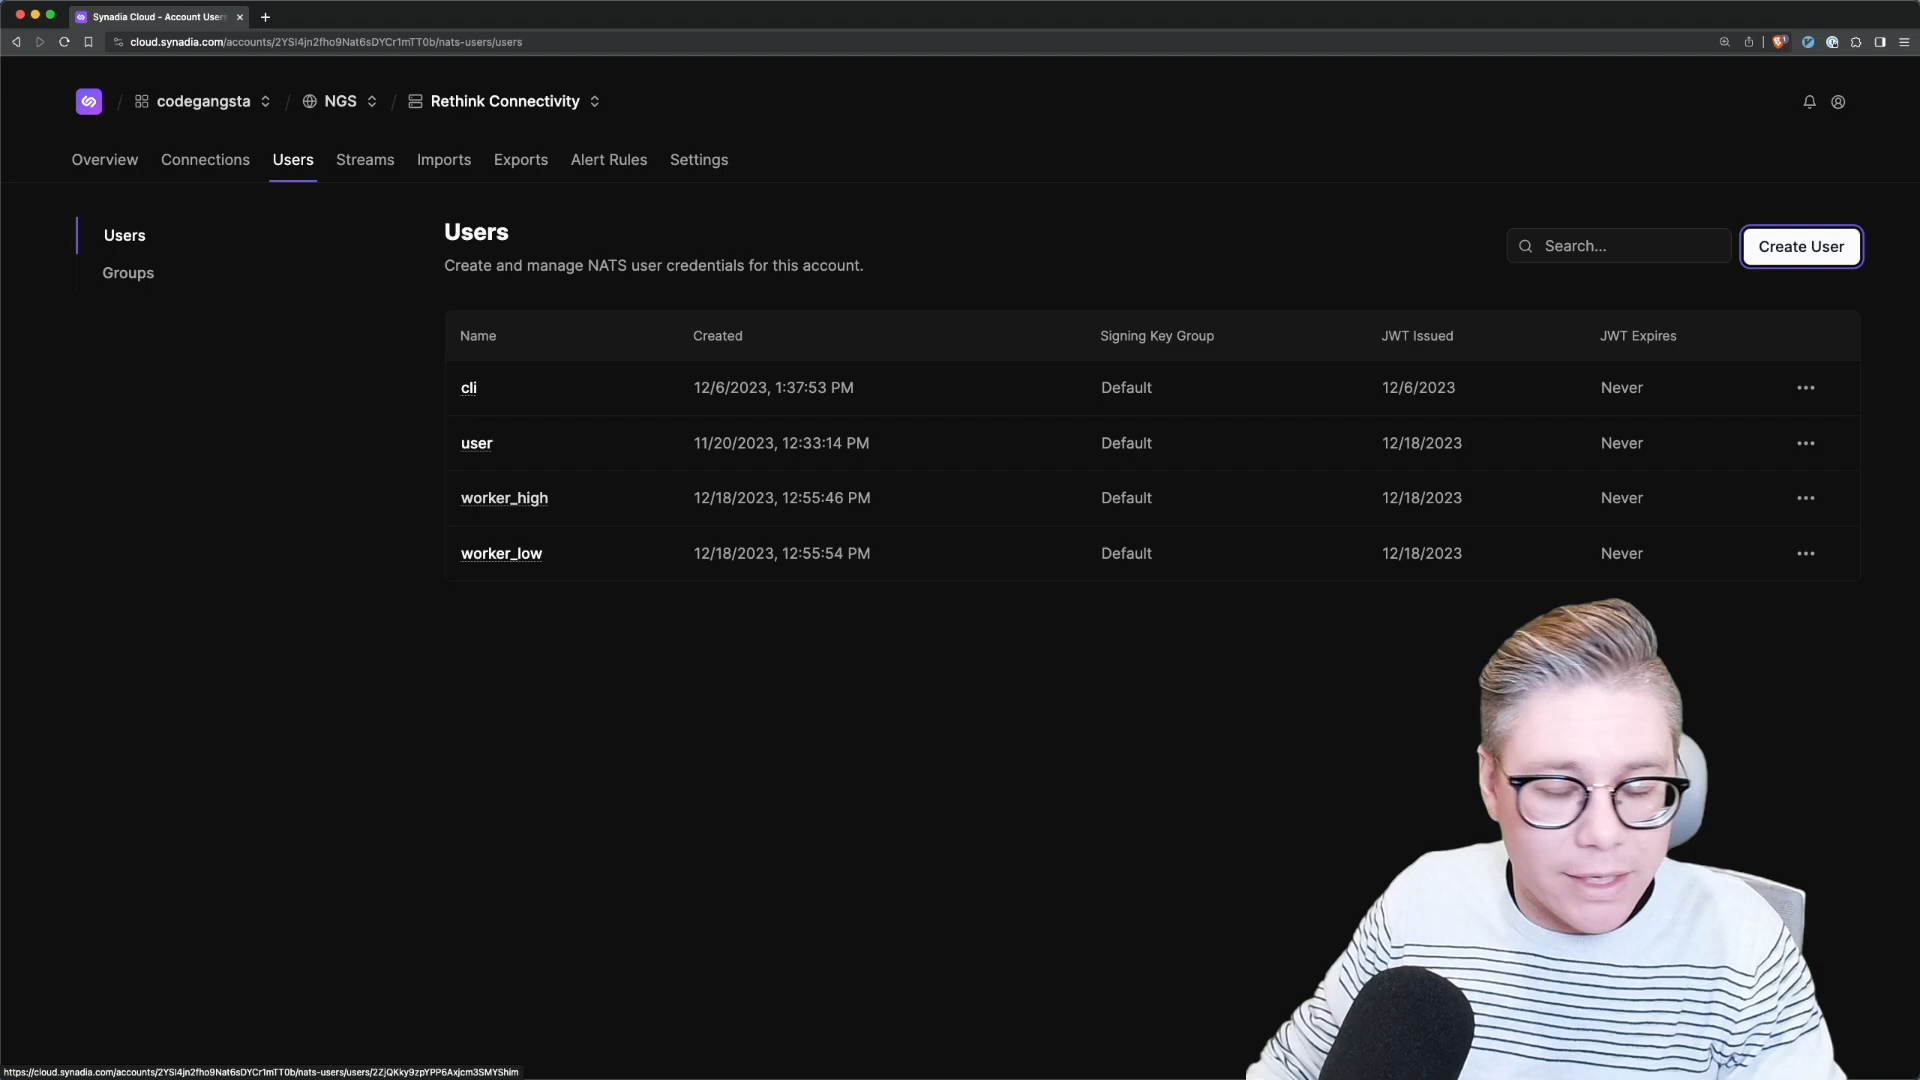 Synadia Cloud - Account Users
cloud.synadia.com/accounts/2YSl4jn2fho9Nat6sDYCr1mTT0b/nats-users/users
codegangsta
NGS
Rethink Connectivity
Overview
Connections
Users
Streams
Imports
Exports
Alert Rules
Settings
Users
Groups
Users
Create and manage NATS user credentials for this account.
Search...
Create User
Name Created Signing Key Group JWT Issued JWT Expires
cli 12/6/2023, 1:37:53 PM Default 12/6/2023 Never
user 11/20/2023, 12:33:14 PM Default 12/18/2023 Never
worker_high 12/18/2023, 12:55:46 PM Default 12/18/2023 Never
worker_low 12/18/2023, 12:55:54 PM Default 12/18/2023 Never
https://cloud.synadia.com/accounts/2YSl4jn2fho9Nat6sDYCr1mTT0b/nats-users/users/2ZjQKky9zpYPP6Axjcm3SMYShim